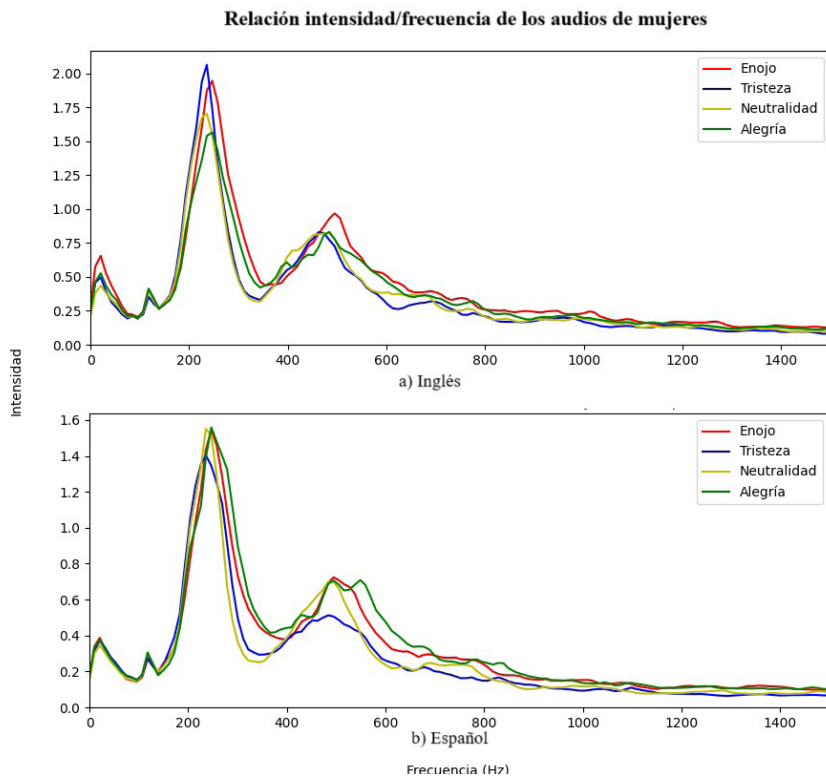 Relación intensidad/frecuencia de los audios de mujeres
2.00
1.75
1.50
1.25
1.00
0.75
0.50
0.25
0.00
Enojo
Tristeza
Neutralidad
Alegría
0 200 400 600 800 1000 1200 1400
a) Inglés
Intensidad
1.6
1.4
1.2
1.0
0.8
0.6
0.4
0.2
0.0
Enojo
Tristeza
Neutralidad
Alegría
0 200 400 600 800 1000 1200 1400
b) Español
Frecuencia (Hz)